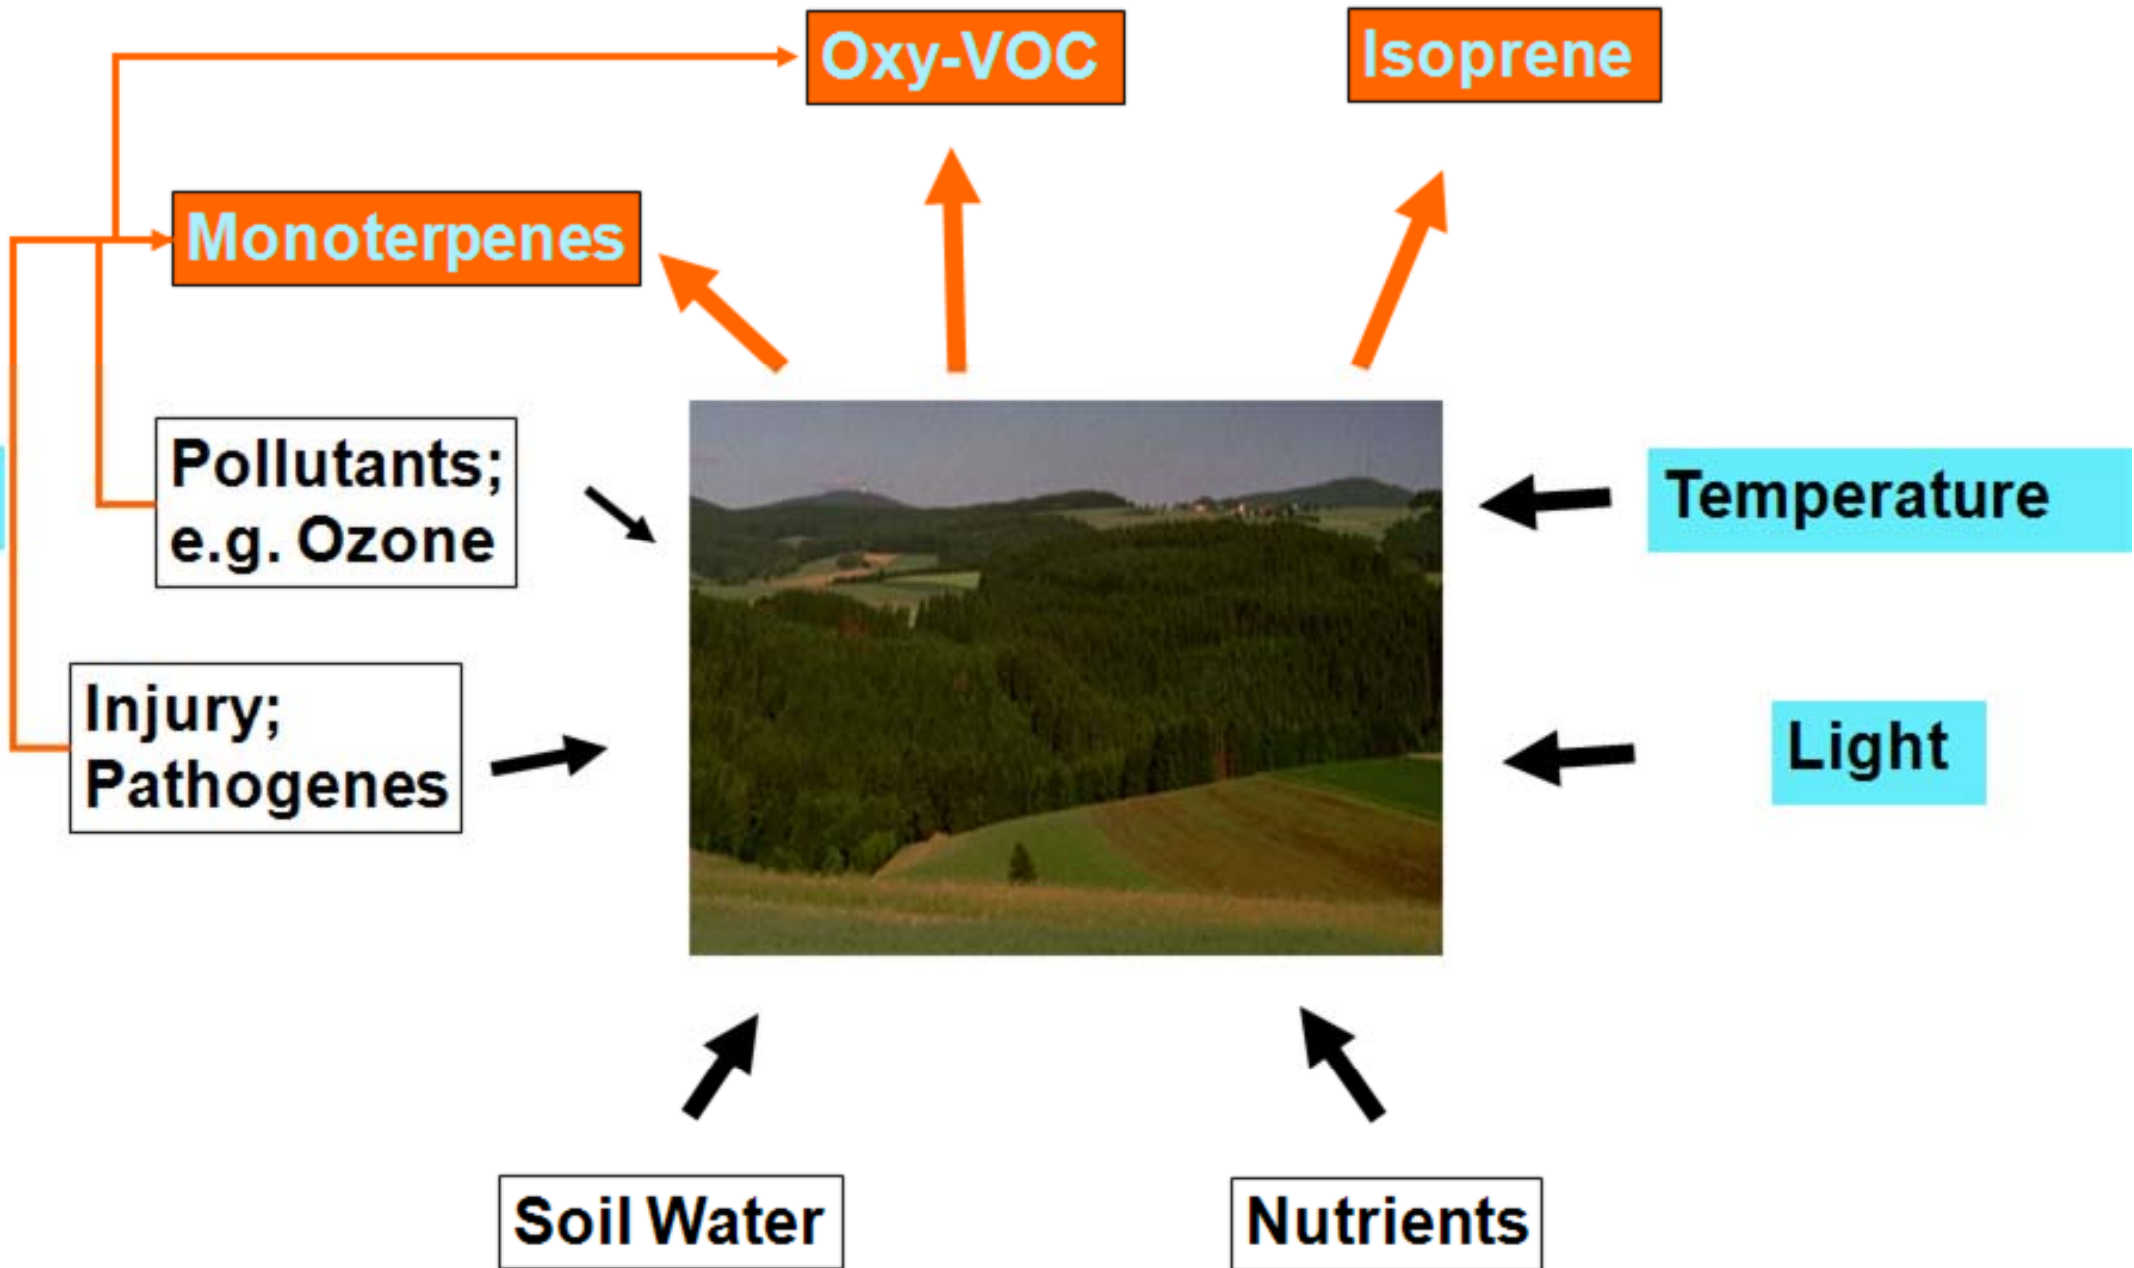 Oxy-VOC
Isoprene
Monoterpenes
Pollutants;
e.g. Ozone
Temperature
Injury;
Pathogenes
Light
Soil Water
Nutrients